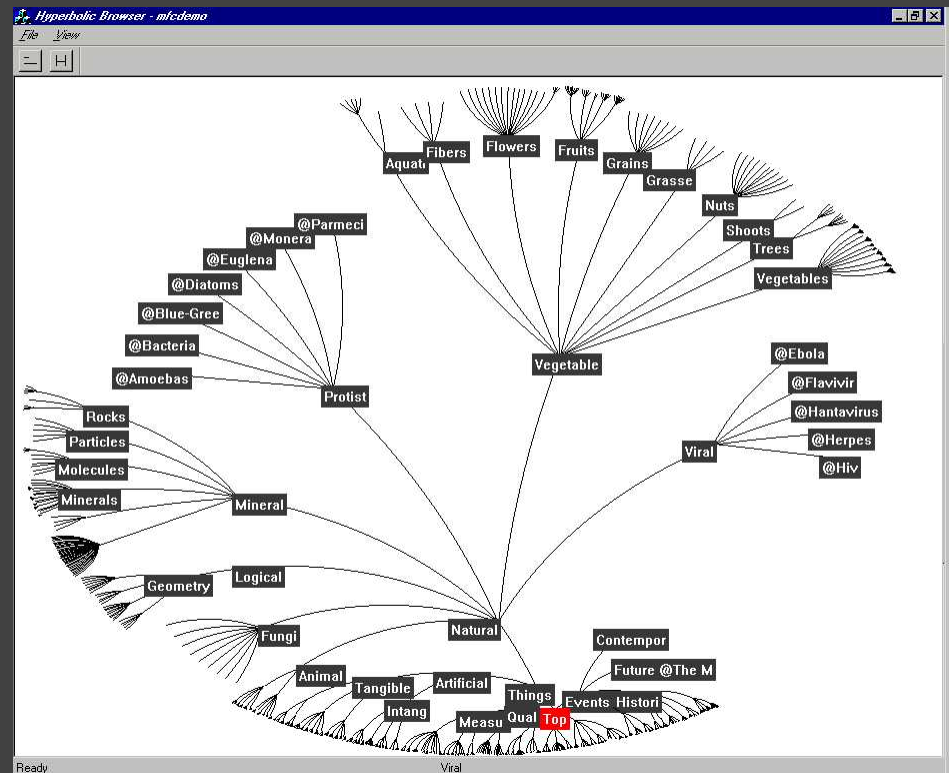 Hyperbolic Browser - mfcdemo
File View
Aquati
Fibers
Flowers
Fruits
Grains
Grasse
Nuts
Shoots
Trees
Vegetables
@Parmeci
@Monera
@Euglena
@Diatoms
@Blue-Gree
@Bacteria
@Amoebas
Protist
Vegetable
@Ebola
@Flavivir
@Hantavirus
@Herpes
@Hiv
Viral
Rocks
Particles
Molecules
Minerals
Mineral
Geometry
Logical
Fungi
Natural
Animal
Tangible
Intang
Artificial
Measu
Things
Qual
Top
Contempor
Future @The M
Events Histori
Ready
Viral